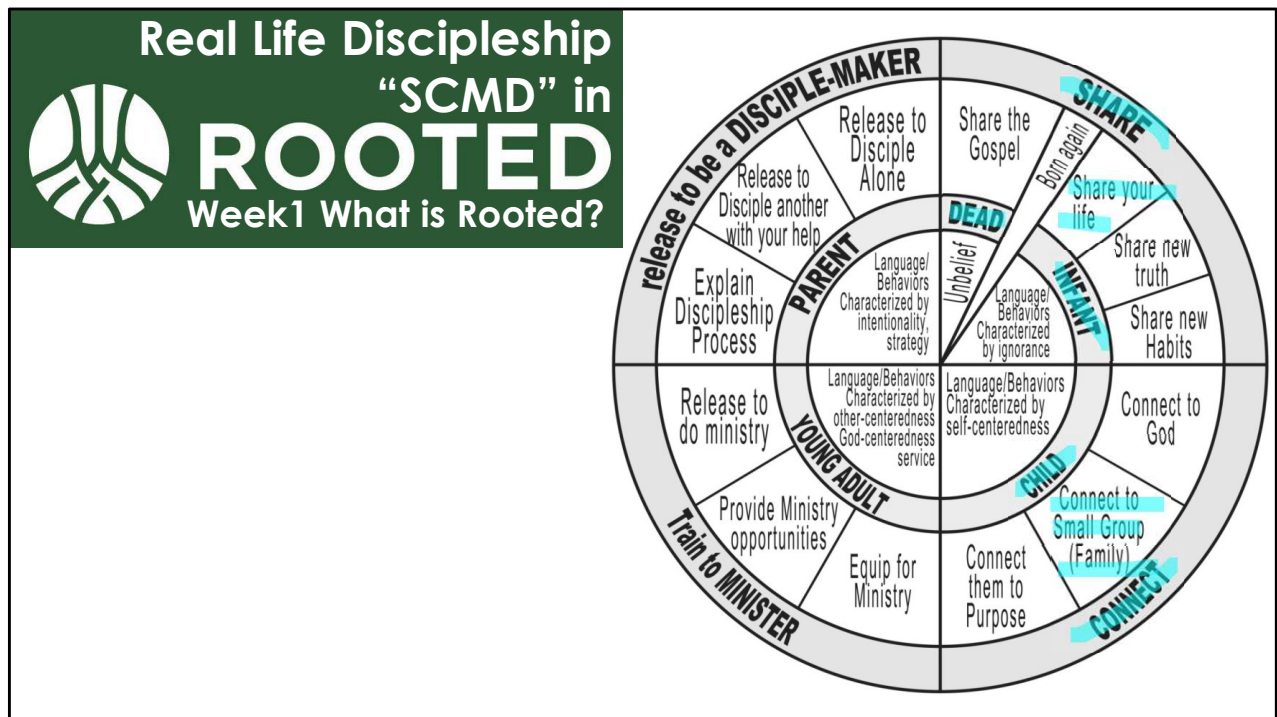 Real Life Discipleship
“SCMD” in
ROOTED
Week1 What is Rooted?
SHARE
Share the
Gospel
Born again
Share your
life
Share new
truth
Share new
Habits
DEAD
Unbelief
INFANT
Language/
Behaviors
Characterized
by ignorance
CONNECT
Connect to
God
Connect to
Small Group
(Family)
Connect
them to
Purpose
CHILD
Language/Behaviors
Characterized by
self-centeredness
Train to MINISTER
Equip for
Ministry
Provide Ministry
opportunities
Release to
do ministry
YOUNG ADULT
Language/Behaviors
Characterized by
other-centeredness
God-centeredness
service
release to be a DISCIPLE-MAKER
Explain
Discipleship
Process
Release to
Disciple another
with your help
Release to
Disciple
Alone
PARENT
Language/
Behaviors
Characterized by
intentionality,
strategy